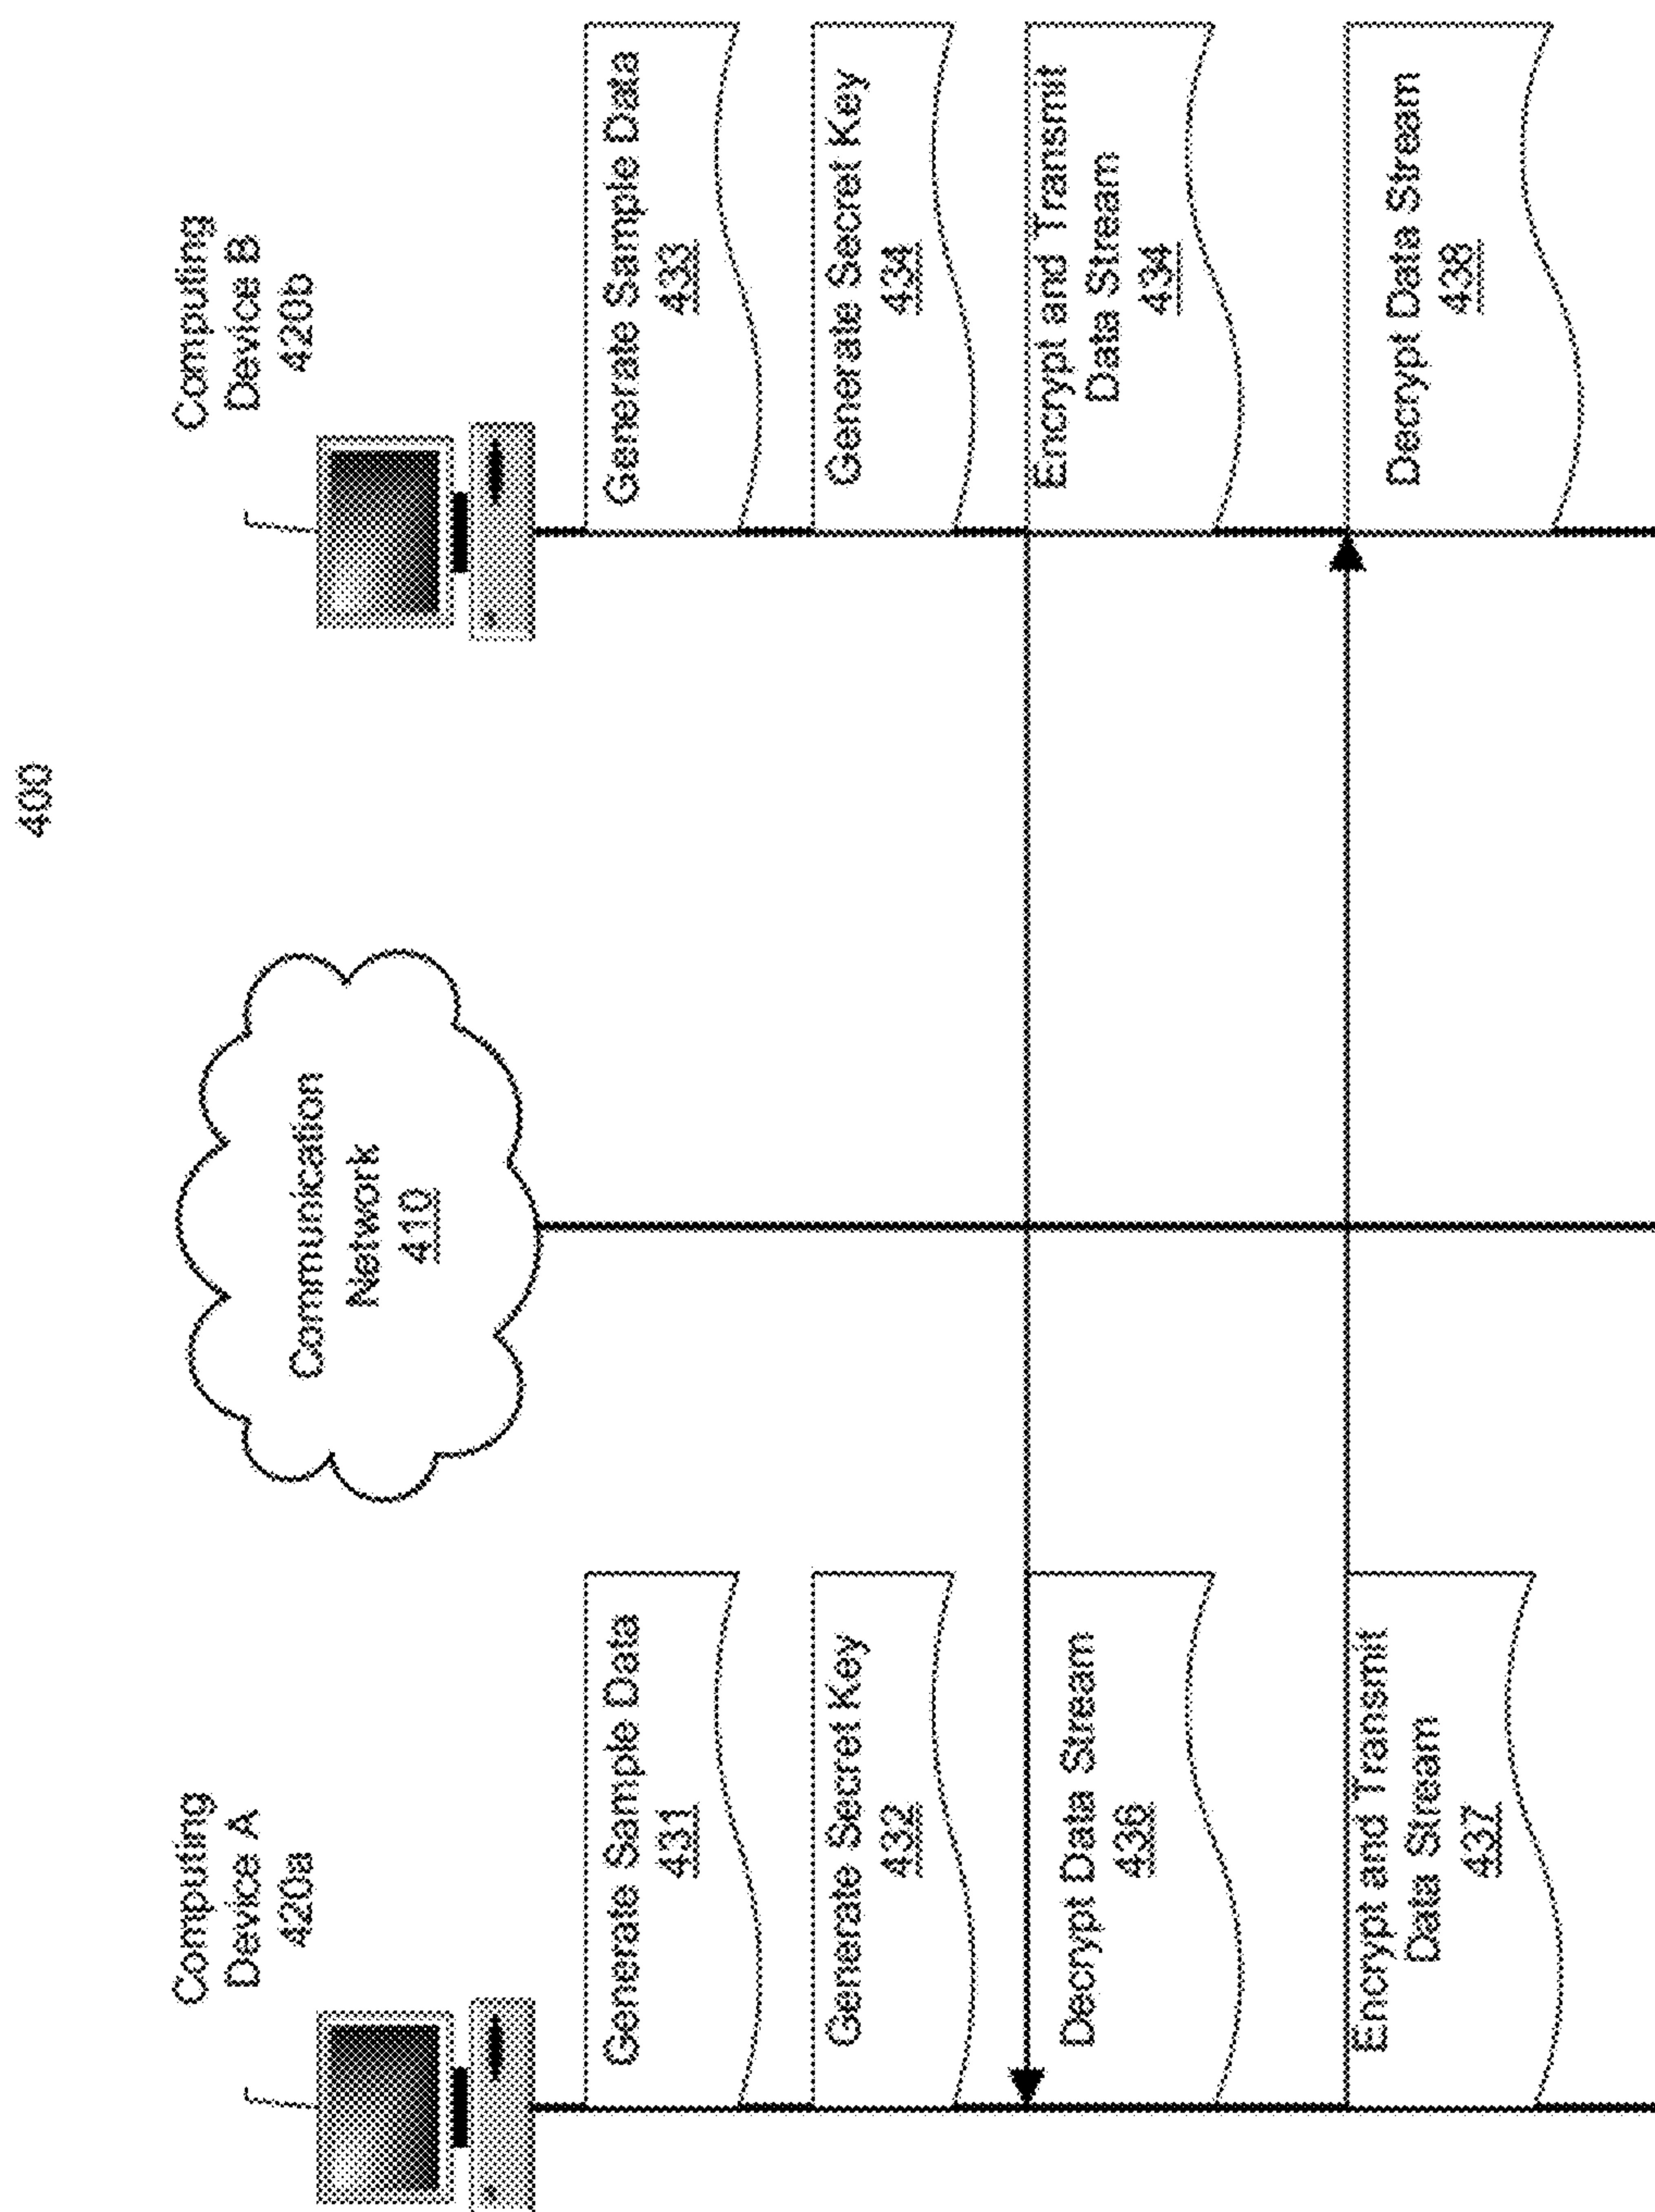 400
Computing
Device A
420a
Communication
Network
410
Computing
Device B
420b
Generate Sample Data
431
Generate Sample Data
433
Generate Secret Key
432
Generate Secret Key
434
Decrypt Data Stream
436
Encrypt and Transmit
Data Stream
434
Encrypt and Transmit
Data Stream
437
Decrypt Data Stream
438